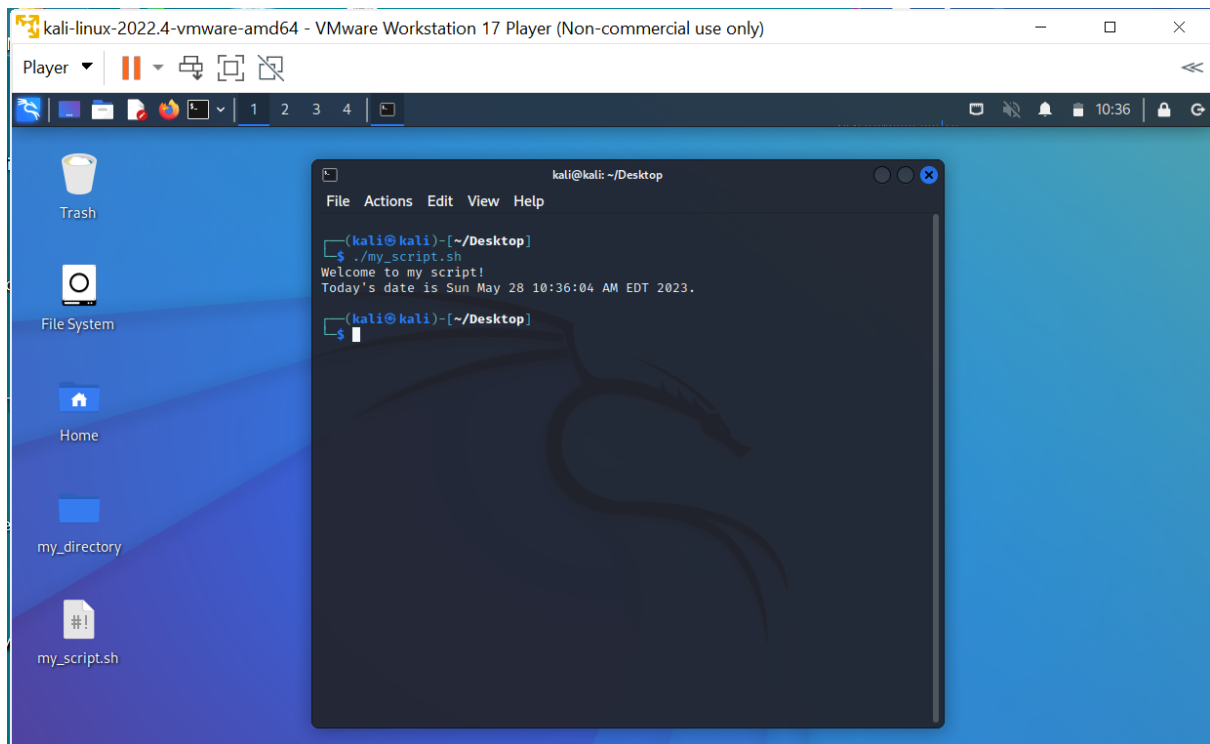 kali-linux-2022.4-vmware-amd64 - VMware Workstation 17 Player (Non-commercial use only)
Player
1 2 3 4
10:36
Trash
File System
Home
my_directory
#!
my_script.sh
kali@kali: ~/Desktop
File Actions Edit View Help
┌──(kali㉿kali)-[~/Desktop]
└─$ ./my_script.sh
Welcome to my script!
Today's date is Sun May 28 10:36:04 AM EDT 2023.
┌──(kali㉿kali)-[~/Desktop]
└─$